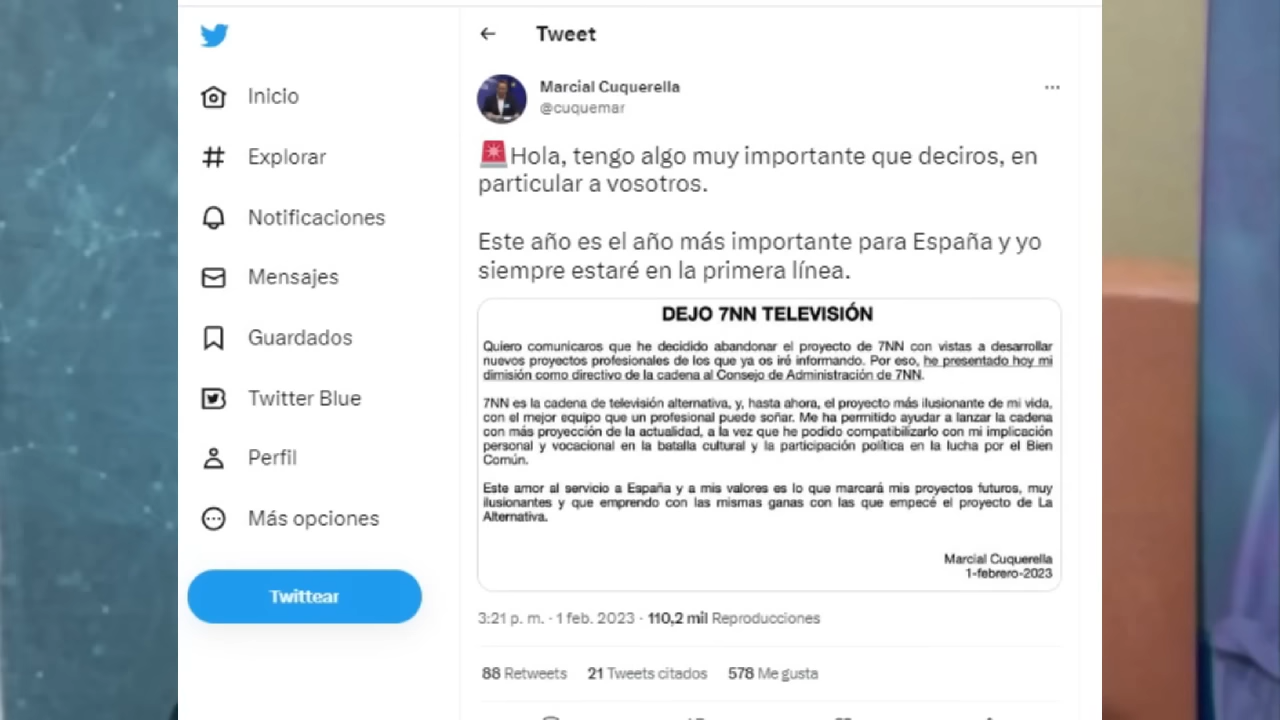 Tweet
Marcial Cuquerella
@cuquemar
Inicio
Explorar
Notificaciones
Mensajes
Guardados
Twitter Blue
Perfil
Más opciones
Twittear
Hola, tengo algo muy importante que deciros, en
particular a vosotros.
Este año es el año más importante para España y yo
siempre estaré en la primera línea.
DEJO 7NN TELEVISIÓN
Quiero comunicaros que he decidido abandonar el proyecto de 7NN con vistas a desarrollar
nuevos proyectos profesionales de los que ya os iré informando. Por eso, he presentado hoy mi
dimisión como directivo de la cadena al Consejo de Administración de 7NN.
7NN es la cadena de televisión alternativa, y, hasta ahora, el proyecto más ilusionante de mi vida,
con el mejor equipo que un profesional puede soñar. Me ha permitido ayudar a lanzar la cadena
con más proyección de la actualidad, a la vez que he podido compatibilizarlo con mi implicación
personal y vocacional en la batalla cultural y la participación política en la lucha por el Bien
Común.
Este amor al servicio a España y a mis valores es lo que marcará mis proyectos futuros, muy
ilusionantes y que emprendo con las mismas ganas con las que empecé el proyecto de La
Alternativa.
Marcial Cuquerella
1-febrero-2023
3:21 p. m. · 1 feb. 2023 · 110,2 mil Reproducciones
88 Retweets 21 Tweets citados 578 Me gusta